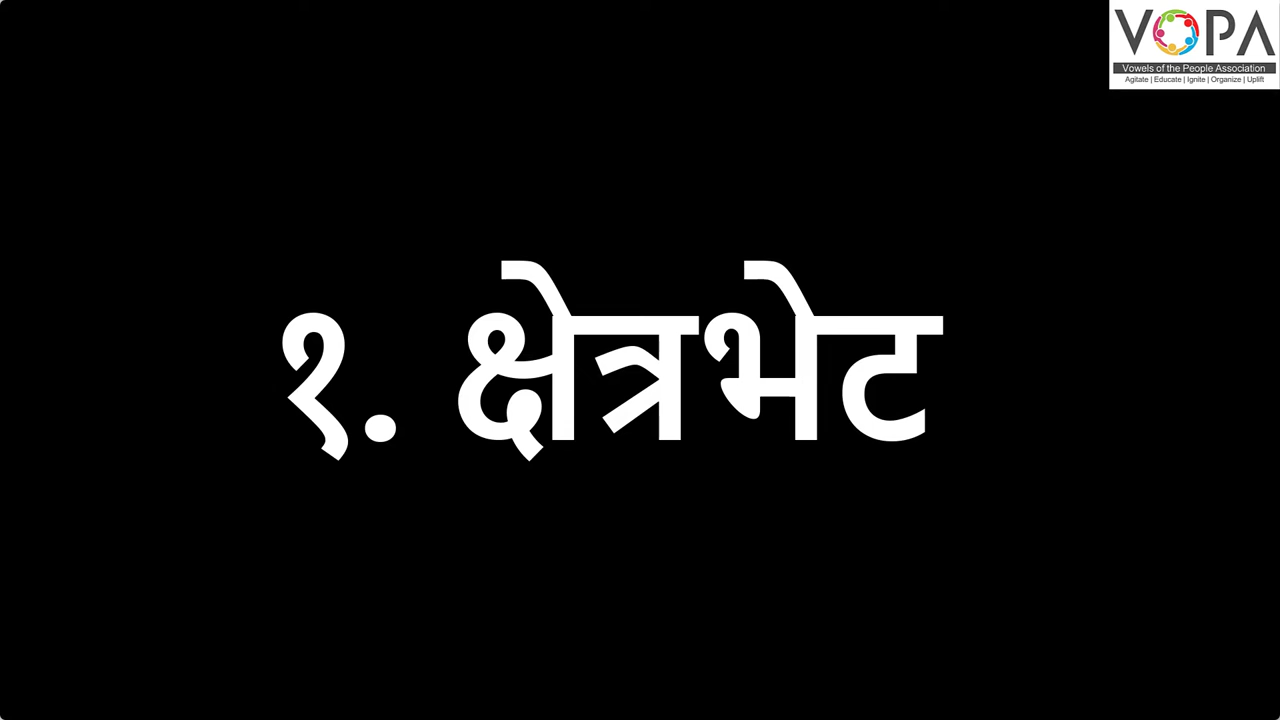 VOPA
Vowels of the People Association
Agitate | Educate | Ignite | Organize | Uplift
१. क्षेत्रभेट